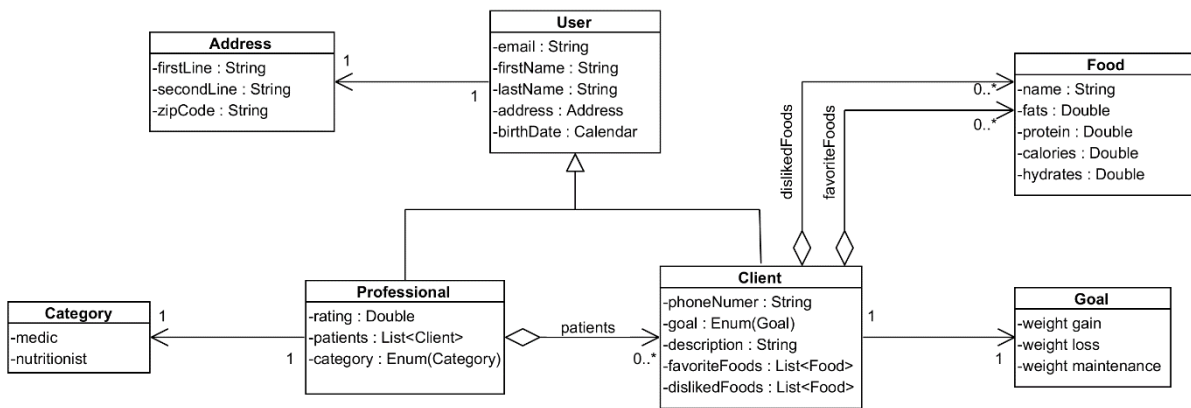 User
-email : String
-firstName : String
-lastName : String
-address : Address
-birthDate : Calendar
Address
-firstLine : String
-secondLine : String
-zipCode : String
1
1
Food
-name : String
-fats : Double
-protein : Double
-calories : Double
-hydrates : Double
0..*
0..*
dislikedFoods
favoriteFoods
Category
-medic
-nutritionist
1
1
Professional
-rating : Double
-patients : List<Client>
-category : Enum(Category)
patients
0..*
Client
-phoneNumer : String
-goal : Enum(Goal)
-description : String
-favoriteFoods : List<Food>
-dislikedFoods : List<Food>
1
1
Goal
-weight gain
-weight loss
-weight maintenance